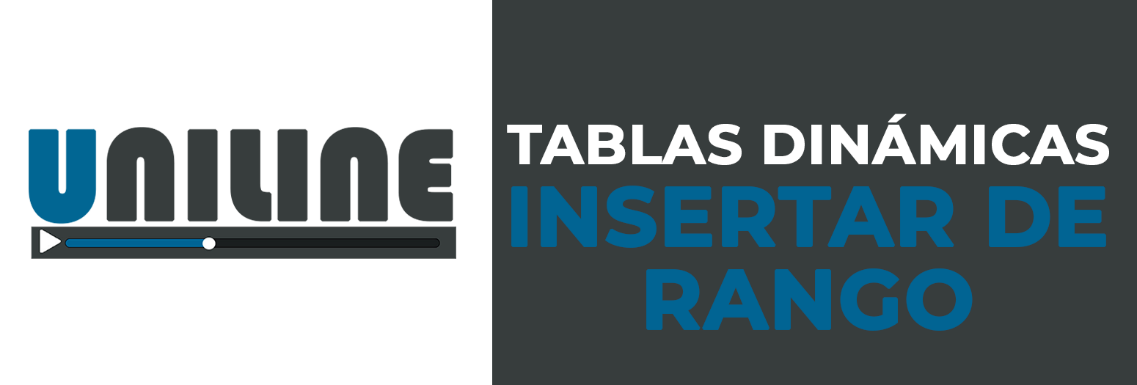 UNILINE
TABLAS DINÁMICAS
INSERTAR DE
RANGO